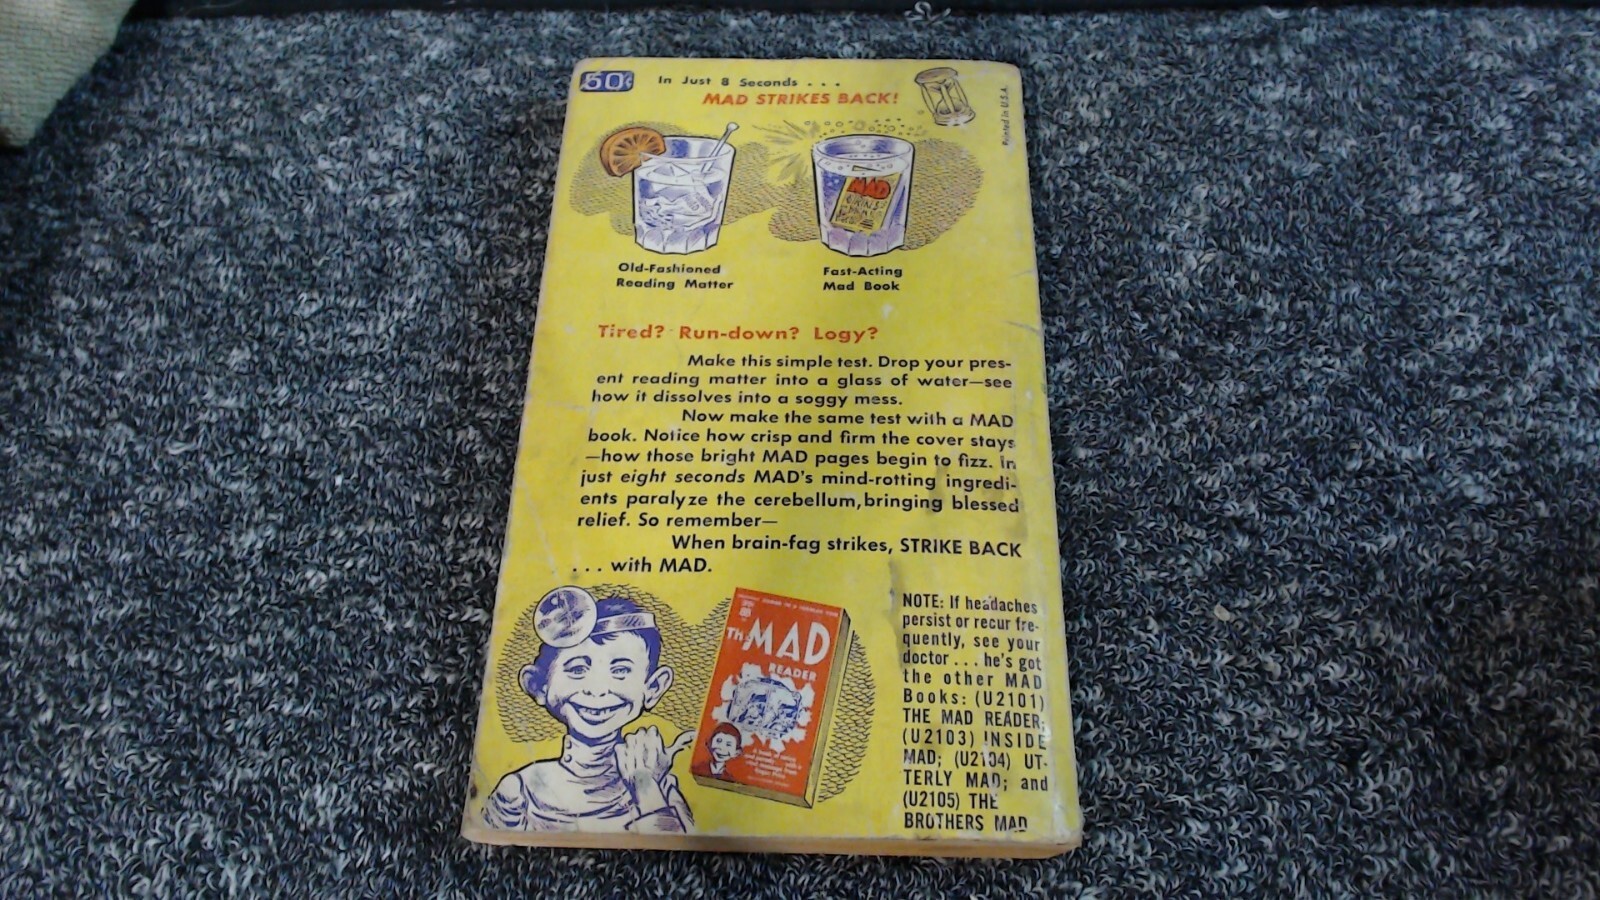 50¢
In Just 8 Seconds . . .
MAD STRIKES BACK!
Printed in U.S.A.
MAD
Old-Fashioned
Reading Matter
Fast-Acting
Mad Book
Tired? Run-down? Logy?
Make this simple test. Drop your pres-
ent reading matter into a glass of water—see
how it dissolves into a soggy mess.
Now make the same test with a MAD
book. Notice how crisp and firm the cover stays
—how those bright MAD pages begin to fizz. In
just eight seconds MAD's mind-rotting ingredi-
ents paralyze the cerebellum,bringing blessed
relief. So remember—
When brain-fag strikes, STRIKE BACK
. . . with MAD.
The MAD
READER
NOTE: If headaches
persist or recur fre-
quently, see your
doctor . . . he's got
the other MAD
Books: (U2101)
THE MAD READER;
(U2103) INSIDE
MAD; (U2104) UT-
TERLY MAD; and
(U2105) THE
BROTHERS MAD